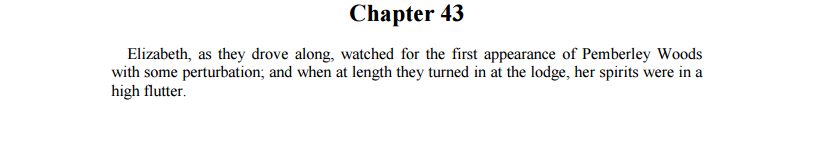 Chapter 43
Elizabeth, as they drove along, watched for the first appearance of Pemberley Woods
with some perturbation; and when at length they turned in at the lodge, her spirits were in a
high flutter.